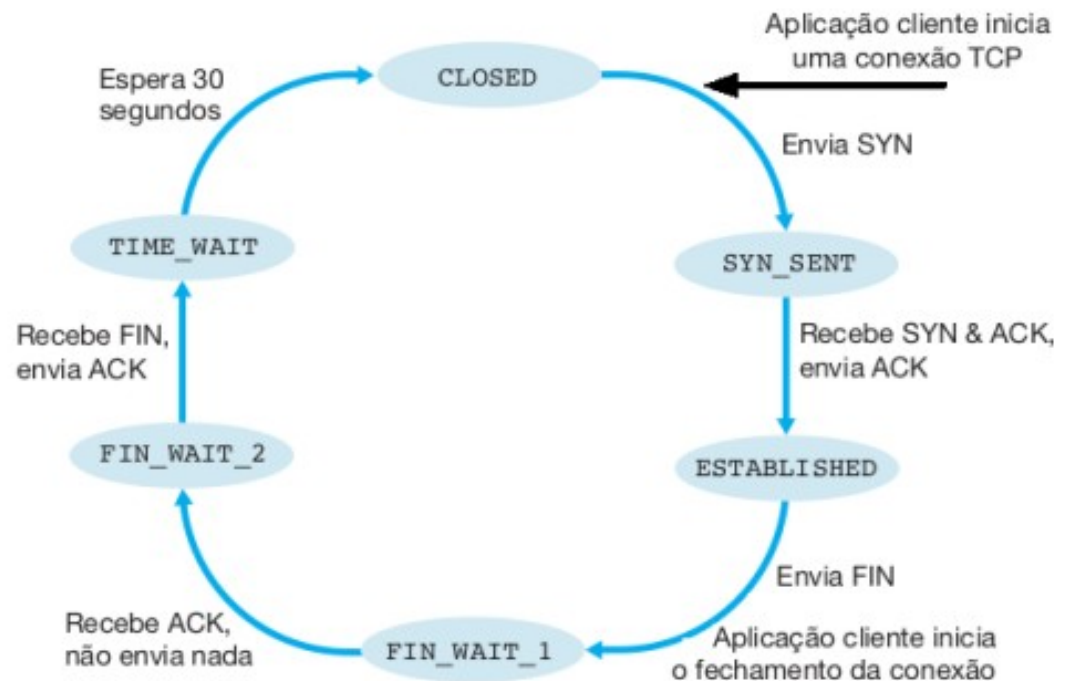 Aplicação cliente inicia
uma conexão TCP
CLOSED
Envia SYN
SYN_SENT
Recebe SYN & ACK,
envia ACK
ESTABLISHED
Envia FIN
Aplicação cliente inicia
o fechamento da conexão
FIN_WAIT_1
Recebe ACK,
não envia nada
FIN_WAIT_2
Recebe FIN,
envia ACK
TIME_WAIT
Espera 30
segundos